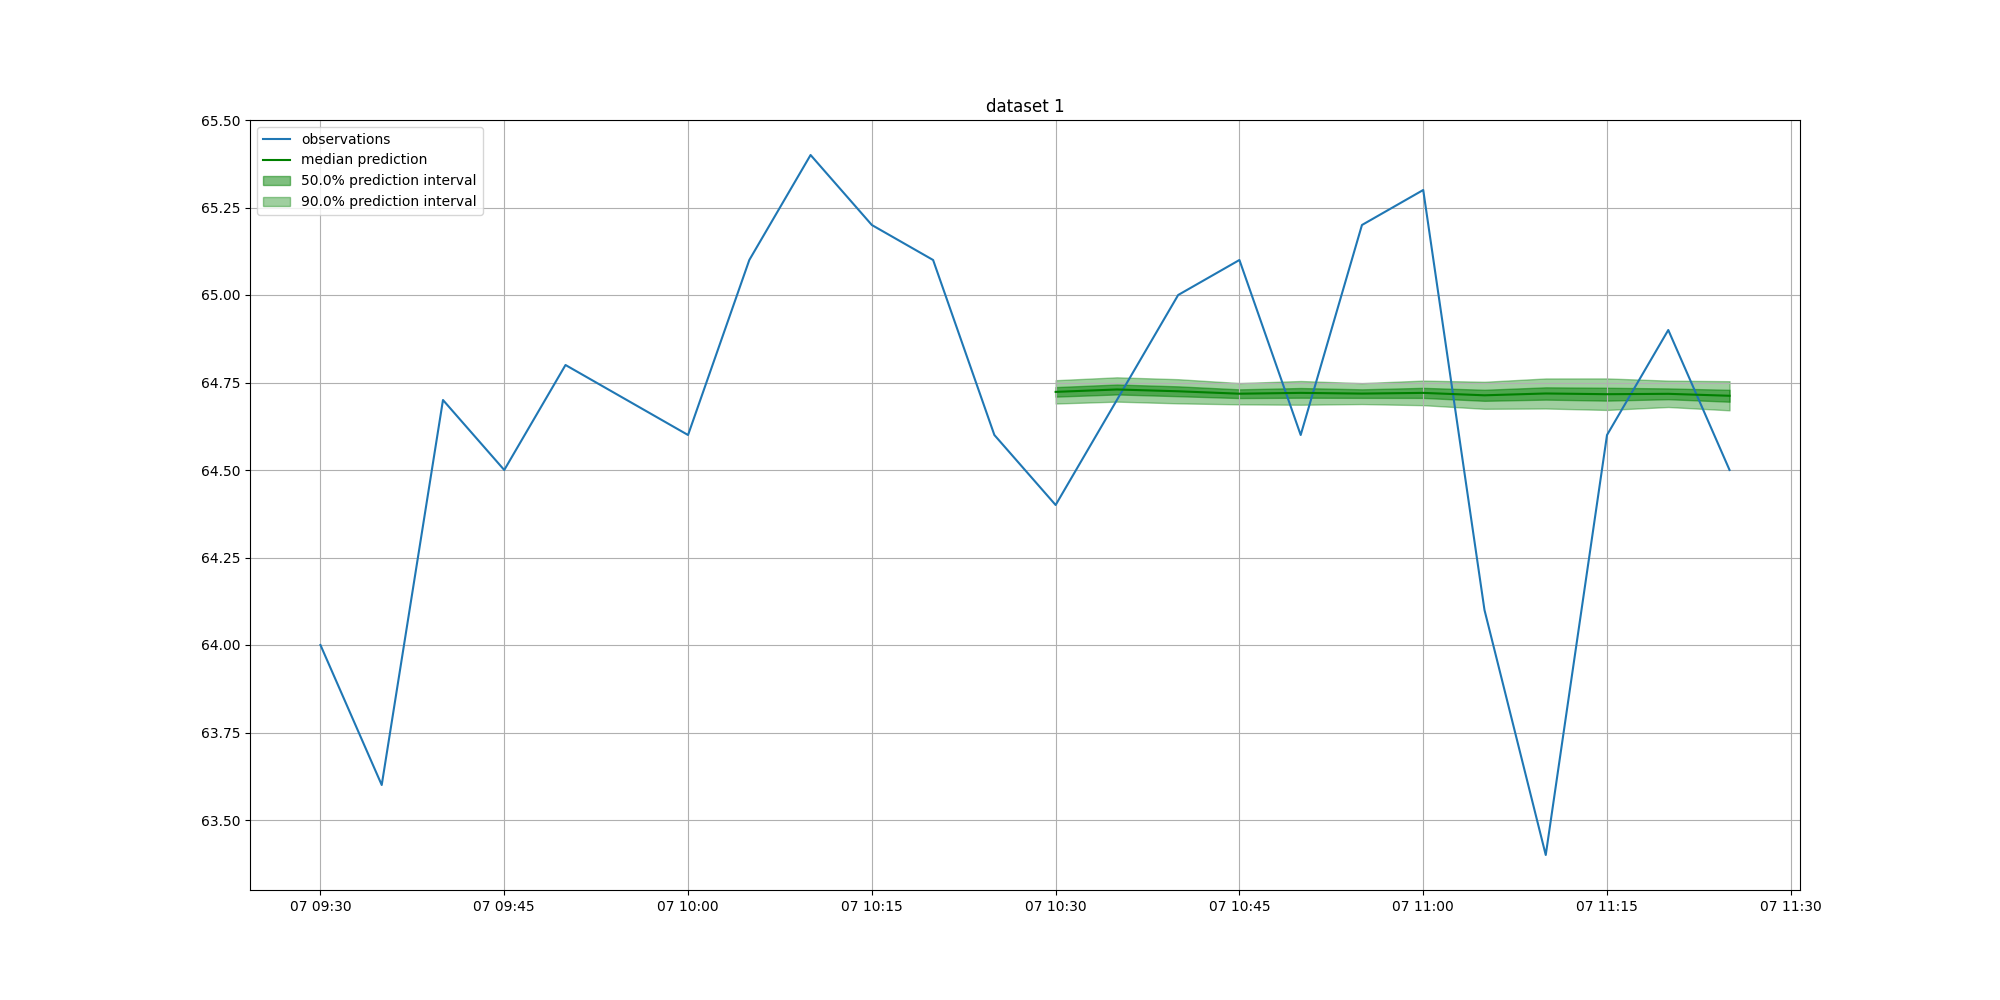 dataset 1
65.50
65.25
65.00
64.75
64.50
64.25
64.00
63.75
63.50
observations
median prediction
50.0% prediction interval
90.0% prediction interval
07 09:30 07 09:45 07 10:00 07 10:15 07 10:30 07 10:45 07 11:00 07 11:15 07 11:30